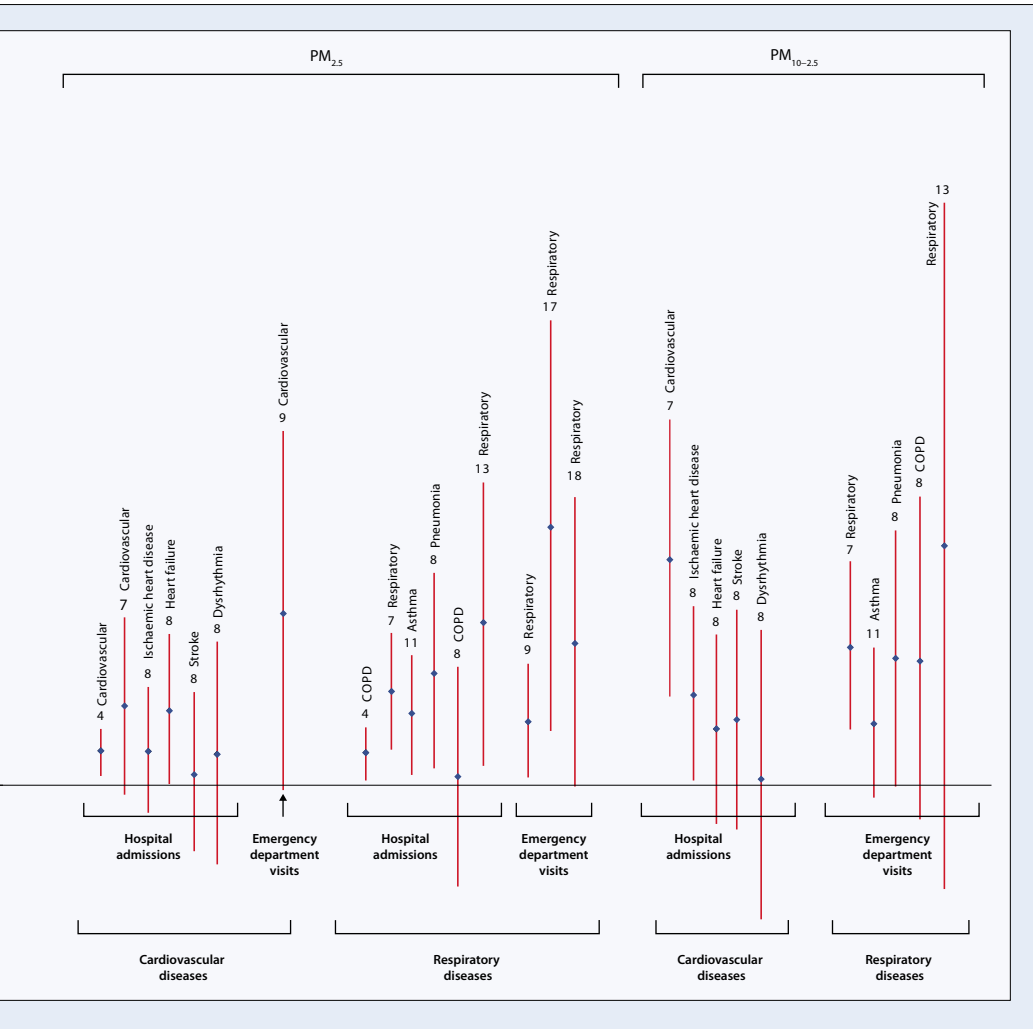 PM2.5
PM10–2.5
4 Cardiovascular
7 Cardiovascular
8 Ischaemic heart disease
8 Heart failure
8 Stroke
8 Dysrhythmia
9 Cardiovascular
4 COPD
7 Respiratory
11 Asthma
8 Pneumonia
8 COPD
13 Respiratory
9 Respiratory
17 Respiratory
18 Respiratory
7 Cardiovascular
8 Ischaemic heart disease
8 Heart failure
8 Stroke
8 Dysrhythmia
7 Respiratory
11 Asthma
8 Pneumonia
8 COPD
13
Respiratory
Hospital
admissions
Emergency
department
visits
Hospital
admissions
Emergency
department
visits
Hospital
admissions
Emergency
department
visits
Cardiovascular
diseases
Respiratory
diseases
Cardiovascular
diseases
Respiratory
diseases